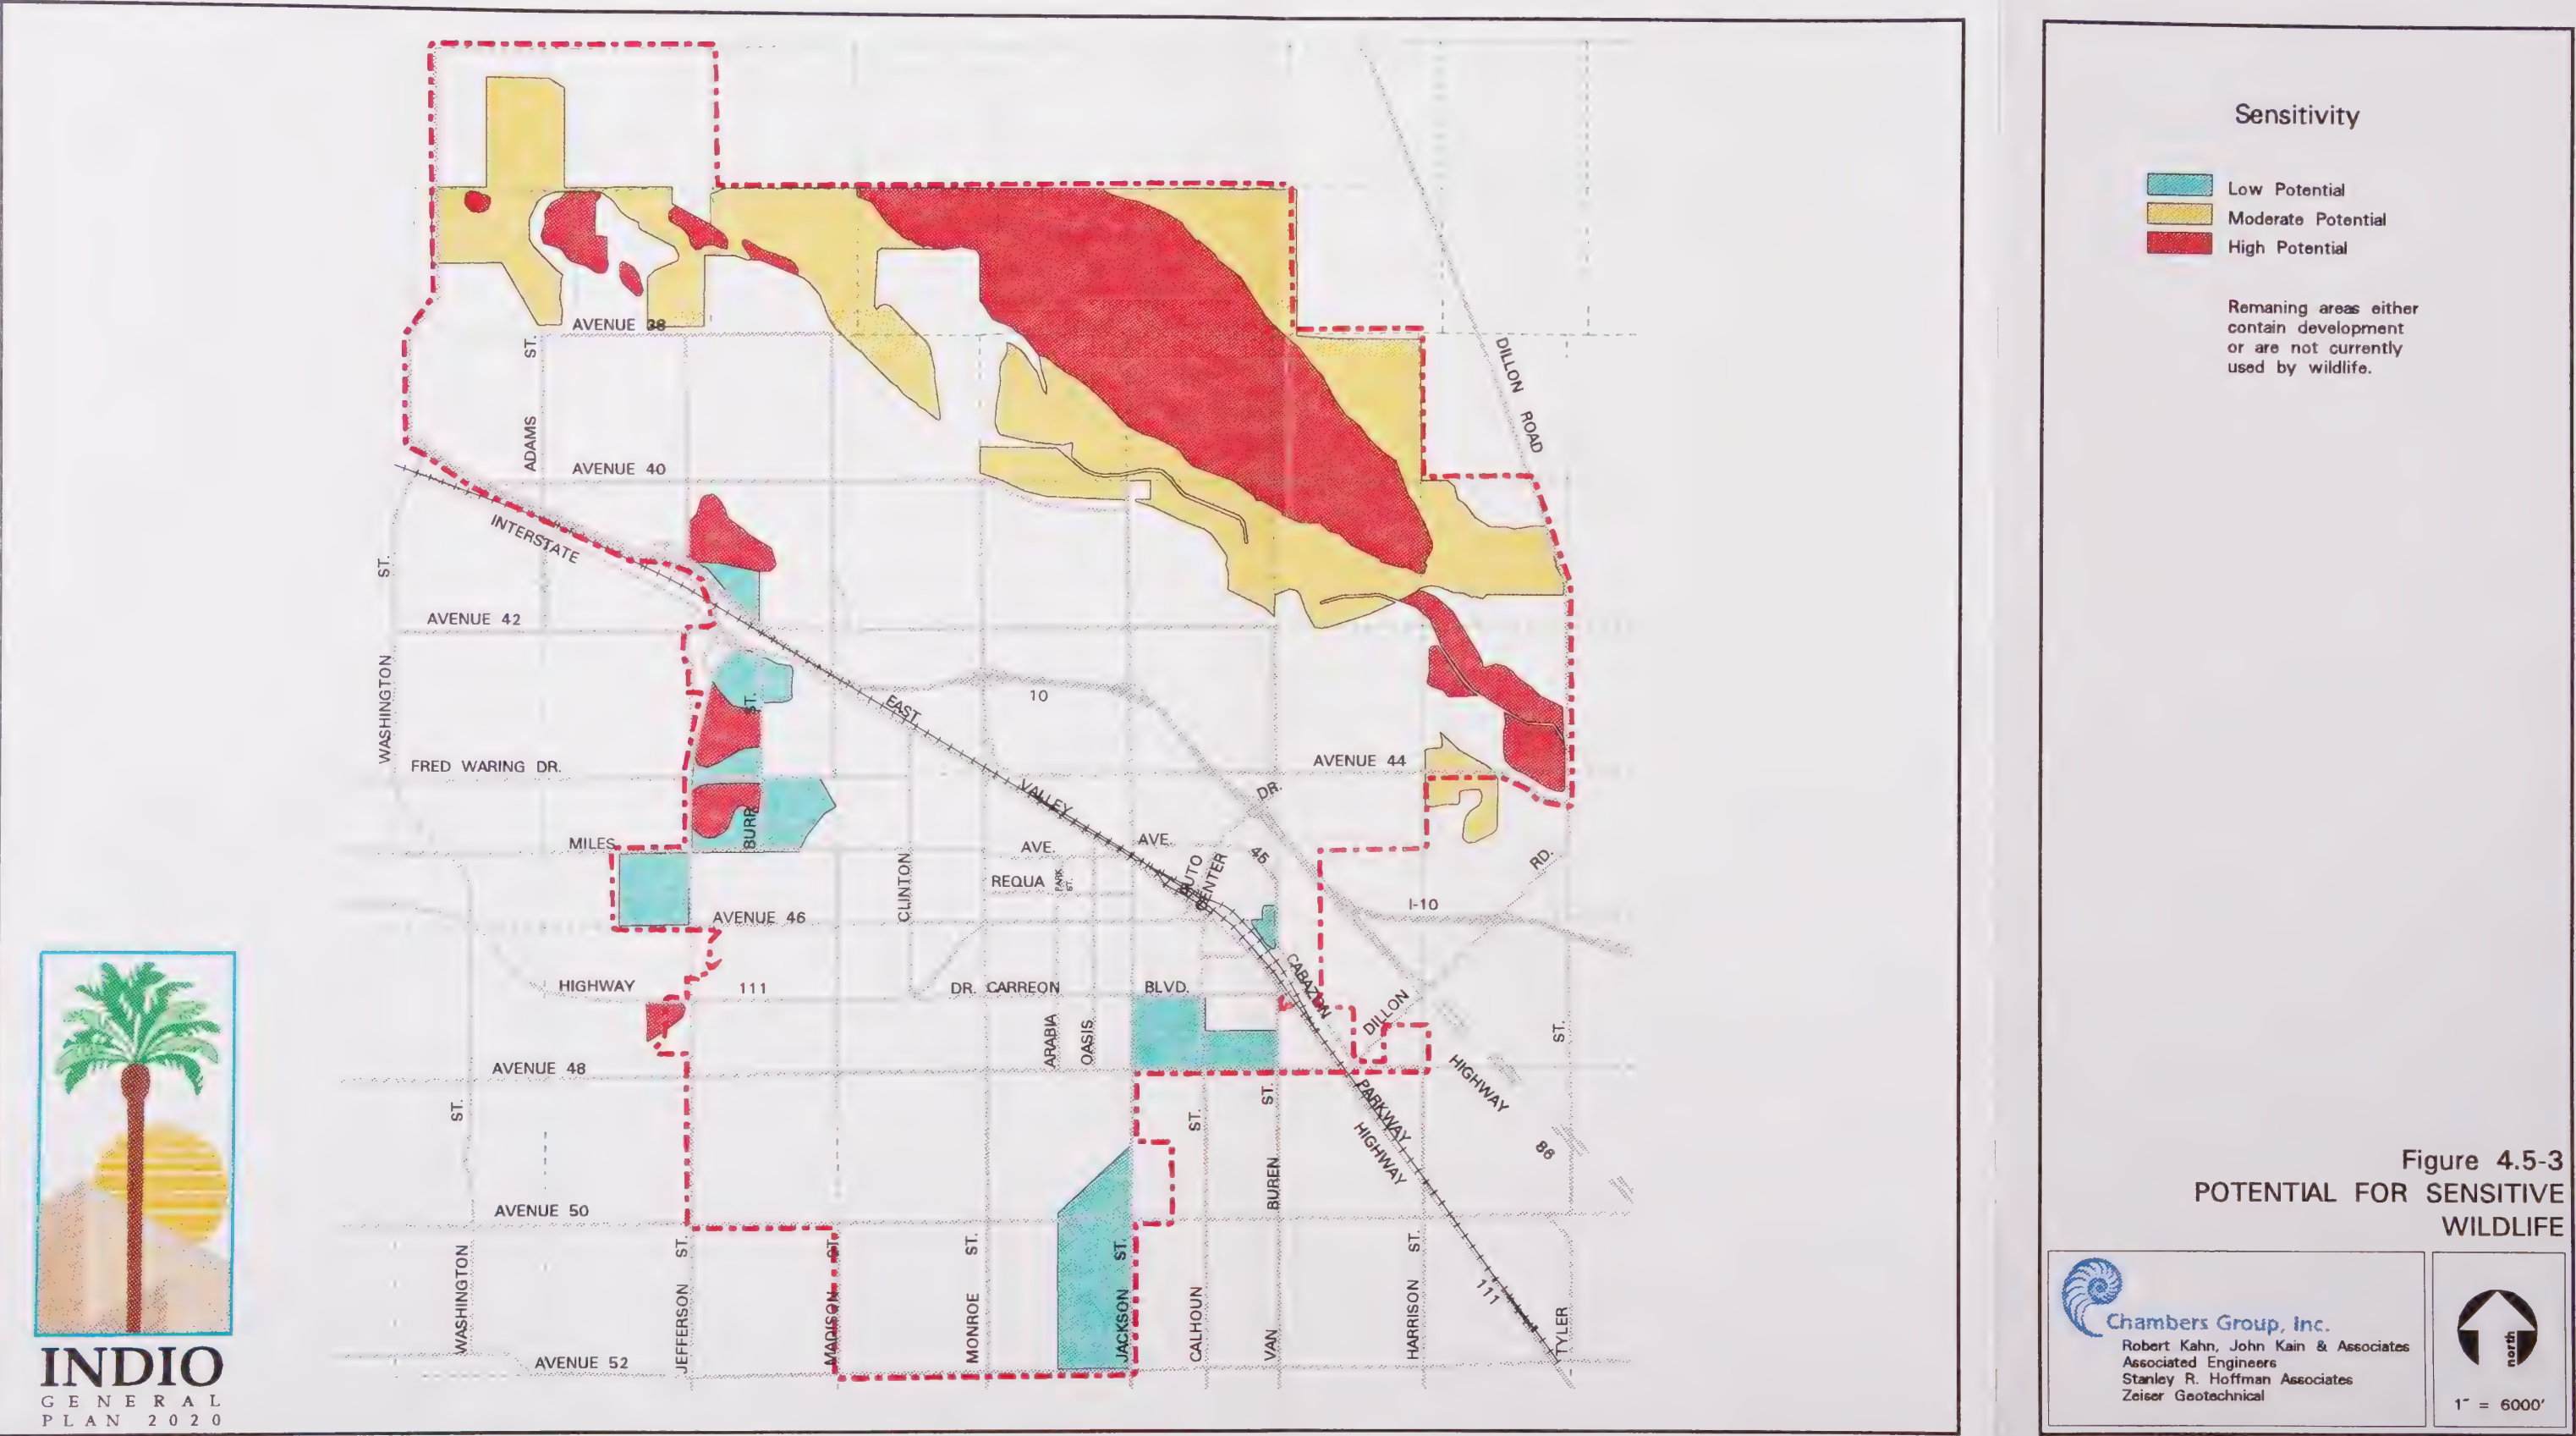 Sensitivity
Low Potential
Moderate Potential
High Potential
Remaning areas either
contain development
or are not currently
used by wildlife.
AVENUE 38
ST.
ADAMS
DILLON ROAD
AVENUE 40
INTERSTATE
ST.
AVENUE 42
WASHINGTON
10
EAST
ST.
FRED WARING DR.
AVENUE 44
VALLEY
DR.
BURR
MILES
AVE.
AVE.
45
RD.
AUTO
CENTER
REQUA
PARK
ST.
CLINTON
AVENUE 46
I-10
CABAZON
HIGHWAY
111
DR. CARREON
BLVD.
DILLON
ARABIA
OASIS
ST.
AVENUE 48
HIGHWAY
86
PARKWAY
HIGHWAY
ST.
ST.
ST.
AVENUE 50
BUREN
WASHINGTON
JEFFERSON
ST.
MADISON
ST.
MONROE
ST.
JACKSON
ST.
CALHOUN
VAN
HARRISON
ST.
111
TYLER
AVENUE 52
INDIO
GENERAL
PLAN 2020
Figure 4.5-3
POTENTIAL FOR SENSITIVE
WILDLIFE
Chambers Group, Inc.
Robert Kahn, John Kain & Associates
Associated Engineers
Stanley R. Hoffman Associates
Zeiser Geotechnical
north
1" = 6000'